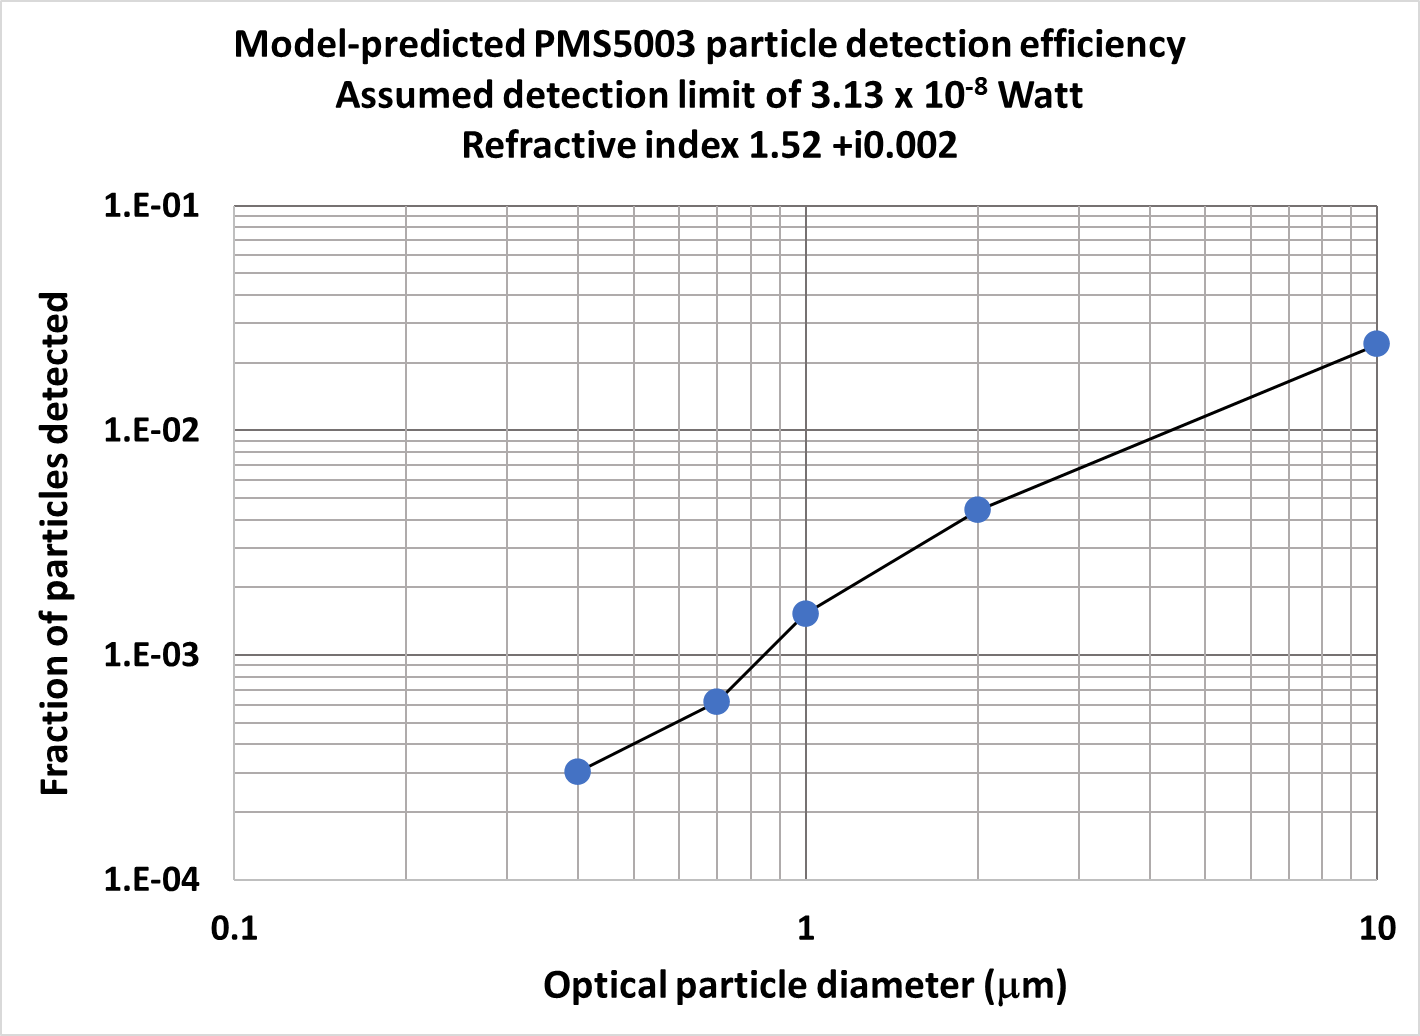 Model-predicted PMS5003 particle detection efficiency
Assumed detection limit of 3.13 x 10⁻⁸ Watt
Refractive index 1.52 +i0.002
1.E-01
1.E-02
1.E-03
1.E-04
Fraction of particles detected
0.1 1 10
Optical particle diameter (μm)